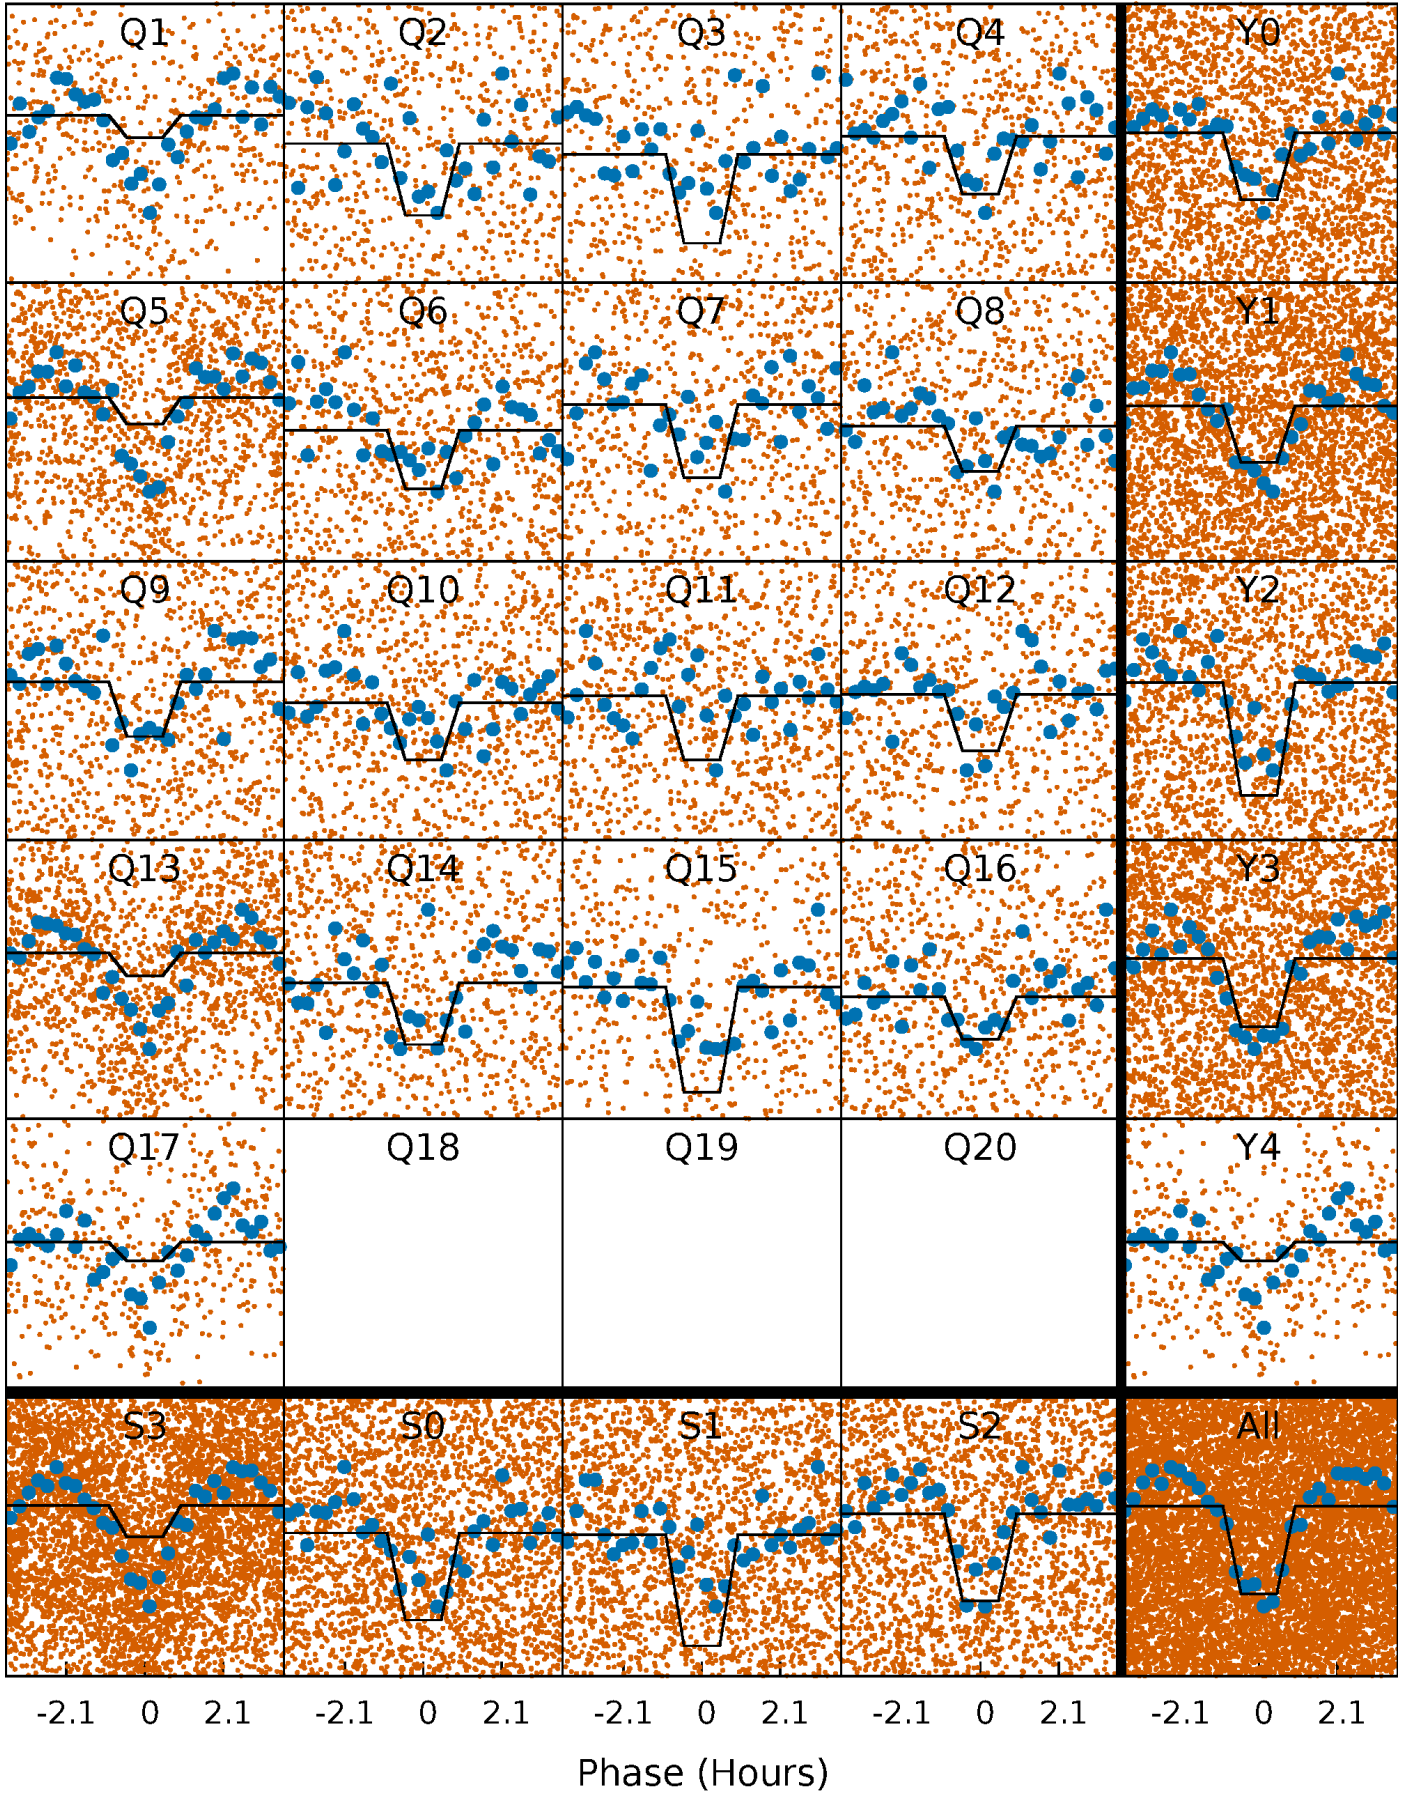 Q1 Q2 Q3 Q4 Y0
Q5 Q6 Q7 Q8 Y1
Q9 Q10 Q11 Q12 Y2
Q13 Q14 Q15 Q16 Y3
Q17 Q18 Q19 Q20 Y4
S3 S0 S1 S2 All
-2.1 0 2.1 -2.1 0 2.1 -2.1 0 2.1 -2.1 0 2.1 -2.1 0 2.1
Phase (Hours)